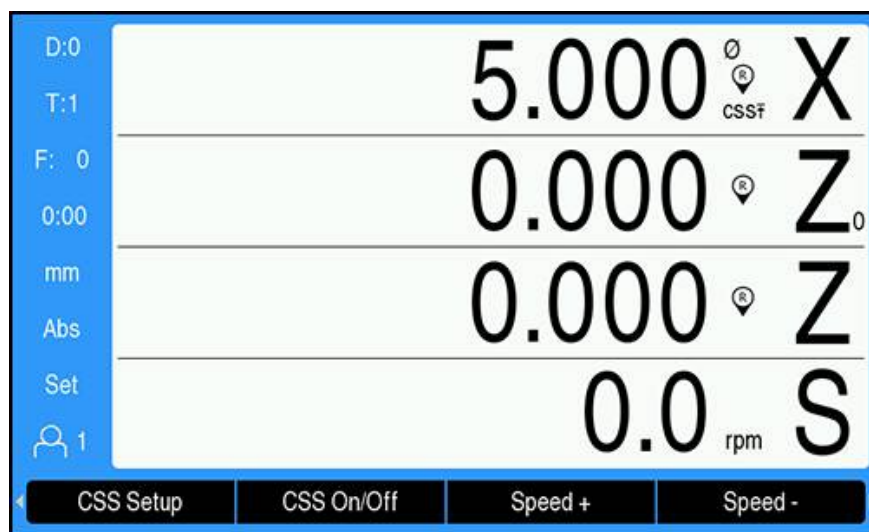 D:0
T:1
F: 0
0:00
mm
Abs
Set
1
5.000 Ø R CSS X
0.000 R Z0
0.000 R Z
0.0 rpm S
CSS Setup CSS On/Off Speed + Speed -